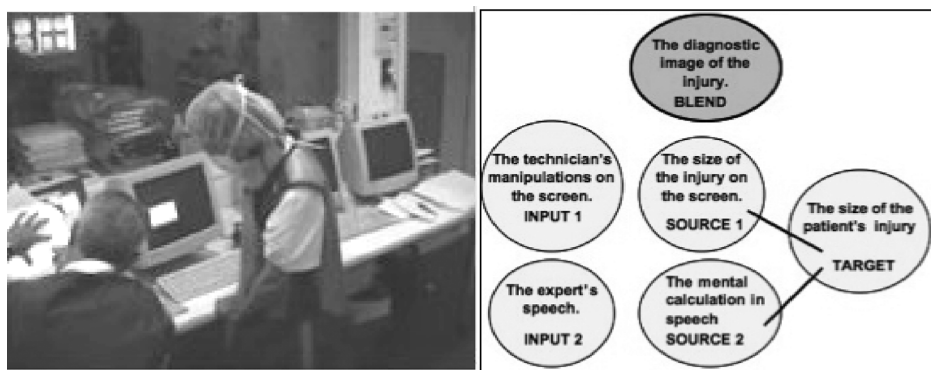 The diagnostic
image of the
injury.
BLEND
The technician's
manipulations on
the screen.
INPUT 1
The size of
the injury on
the screen.
SOURCE 1
The size of the
patient's injury
TARGET
The expert's
speech.
INPUT 2
The mental
calculation in
speech
SOURCE 2